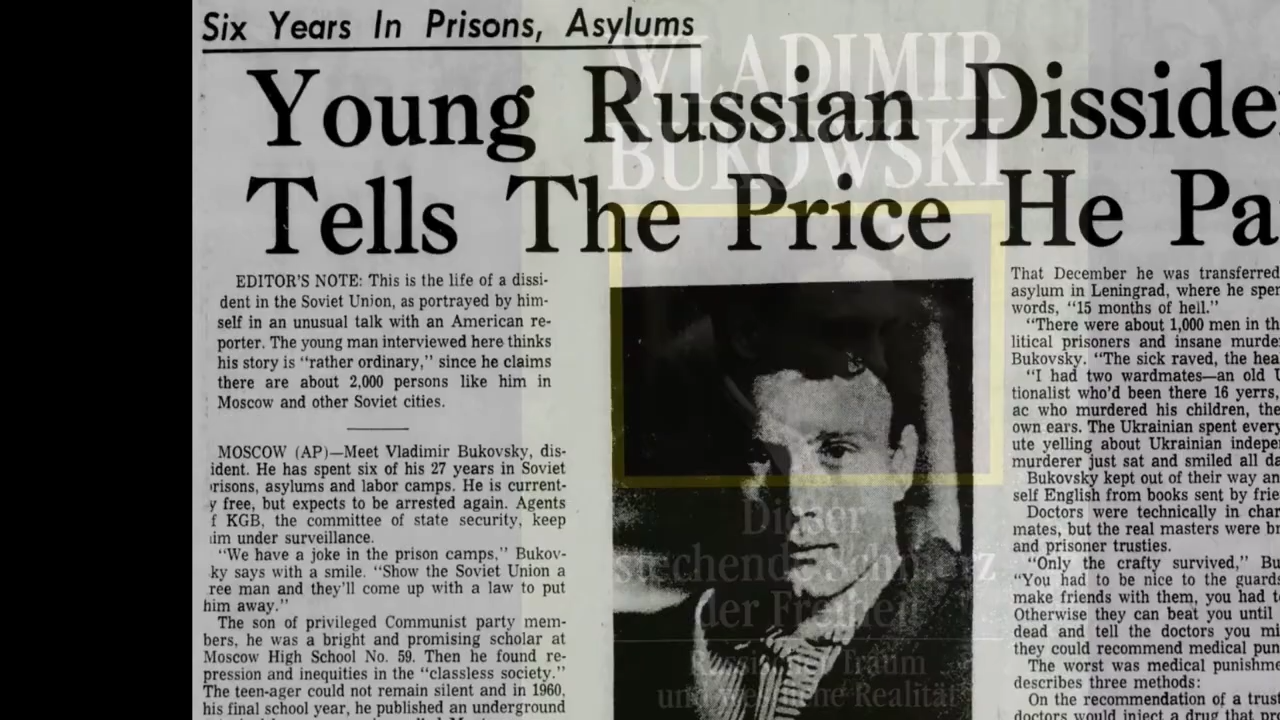 Six Years In Prisons, Asylums
Young Russian Disside
Tells The Price He Pa
EDITOR'S NOTE: This is the life of a dissi-
dent in the Soviet Union, as portrayed by him-
self in an unusual talk with an American re-
porter. The young man interviewed here thinks
his story is "rather ordinary," since he claims
there are about 2,000 persons like him in
Moscow and other Soviet cities.
MOSCOW (AP)—Meet Vladimir Bukovsky, dis-
ident. He has spent six of his 27 years in Soviet
risons, asylums and labor camps. He is current-
y free, but expects to be arrested again. Agents
f KGB, the committee of state security, keep
im under surveillance.
"We have a joke in the prison camps," Bukov-
ky says with a smile. "Show the Soviet Union a
ree man and they'll come up with a law to put
him away."
The son of privileged Communist party mem-
bers, he was a bright and promising scholar at
Moscow High School No. 59. Then he found re-
pression and inequities in the "classless society."
The teen-ager could not remain silent and in 1960,
his final school year, he published an underground
That December he was transferred
asylum in Leningrad, where he spen
words, "15 months of hell."
"There were about 1,000 men in th
litical prisoners and insane murde
Bukovsky. "The sick raved, the hea
"I had two wardmates—an old U
tionalist who'd been there 16 yerrs,
ac who murdered his children, the
own ears. The Ukrainian spent every
ute yelling about Ukrainian indepe
murderer just sat and smiled all da
Bukovsky kept out of their way an
self English from books sent by frie
Doctors were technically in char
mates, but the real masters were br
and prisoner trusties.
"Only the crafty survived," Bu
"You had to be nice to the guards
make friends with them, you had t
Otherwise they can beat you until
dead and tell the doctors you mi
they could recommend medical pun
The worst was medical punishme
describes three methods:
On the recommendation of a trust
doctors would inject a drug that pro
WLADIMIR
BUKOWSKI
Dieser
stechende Schmerz
der Freiheit
Russischer Traum
und westliche Realität